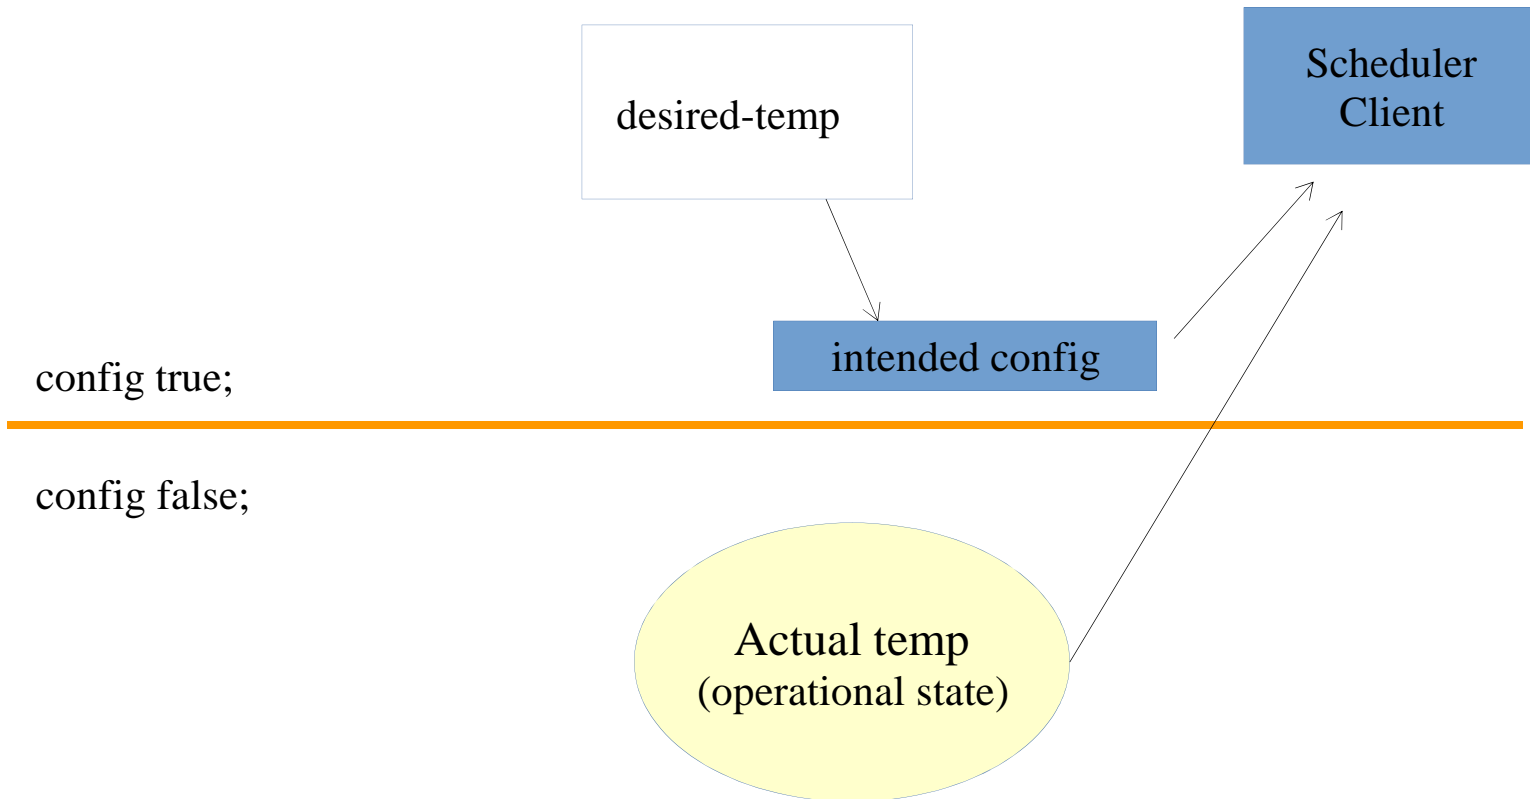 Scheduler
Client
desired-temp
intended config
config true;
config false;
Actual temp
(operational state)